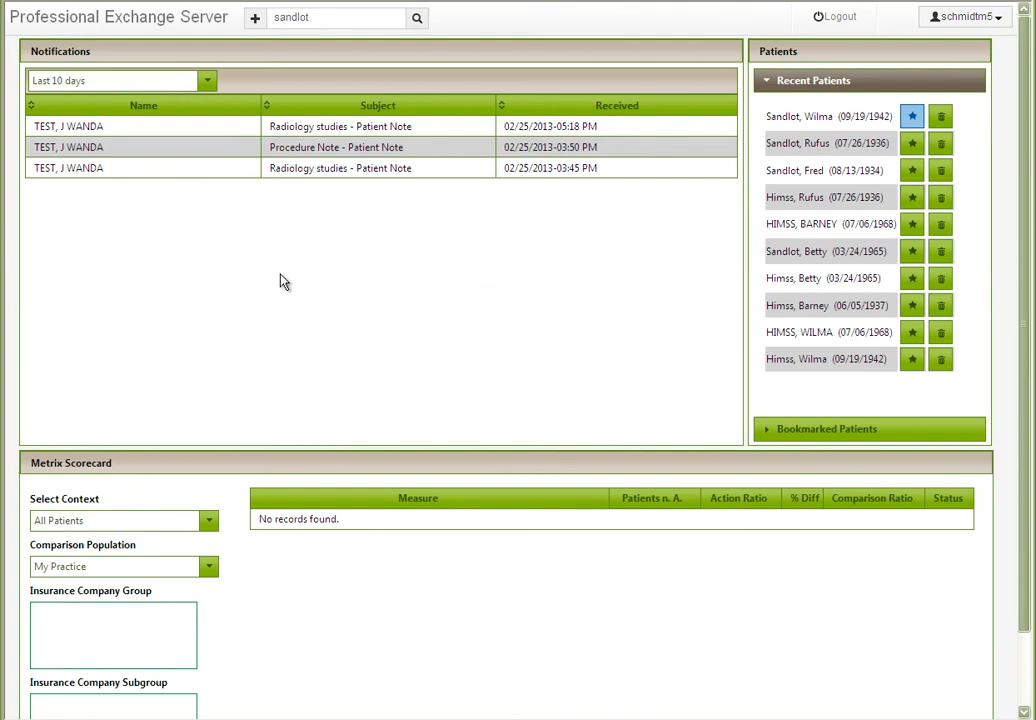 Professional Exchange Server
sandlot
Logout
schmidtm5
Notifications
Last 10 days
Name Subject Received
TEST, J WANDA Radiology studies - Patient Note 02/25/2013-05:18 PM
TEST, J WANDA Procedure Note - Patient Note 02/25/2013-03:50 PM
TEST, J WANDA Radiology studies - Patient Note 02/25/2013-03:45 PM
Patients
Recent Patients
Sandlot, Wilma (09/19/1942)
Sandlot, Rufus (07/26/1936)
Sandlot, Fred (08/13/1934)
Himss, Rufus (07/26/1936)
HIMSS, BARNEY (07/06/1968)
Sandlot, Betty (03/24/1965)
Himss, Betty (03/24/1965)
Himss, Barney (06/05/1937)
HIMSS, WILMA (07/06/1968)
Himss, Wilma (09/19/1942)
Bookmarked Patients
Metrix Scorecard
Select Context
All Patients
Comparison Population
My Practice
Insurance Company Group
Insurance Company Subgroup
Measure Patients n. A. Action Ratio % Diff Comparison Ratio Status
No records found.